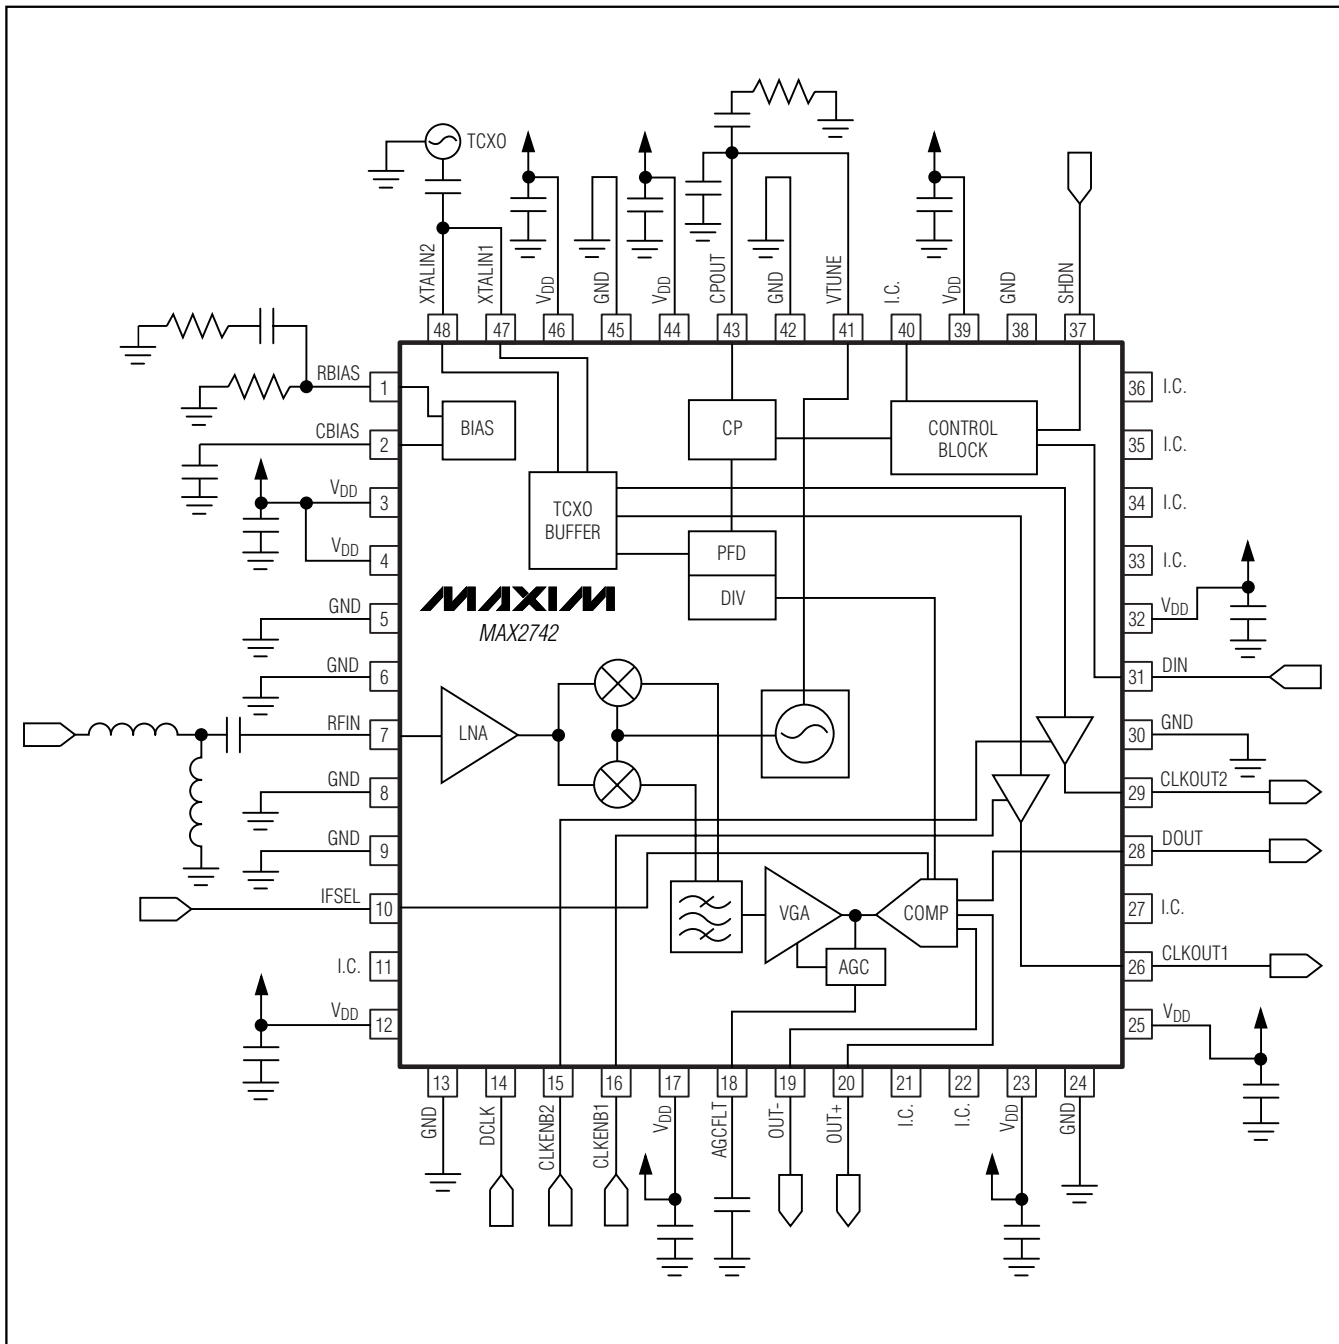 TCXO
XTALIN2
XTALIN1
VDD
GND
VDD
CPOUT
GND
VTUNE
I.C.
VDD
GND
SHDN
48
47
46
45
44
43
42
41
40
39
38
37
RBIAS
1
CBIAS
2
VDD
3
VDD
4
GND
5
GND
6
RFIN
7
GND
8
GND
9
IFSEL
10
I.C.
11
VDD
12
BIAS
TCXO
BUFFER
CP
CONTROL
BLOCK
PFD
DIV
MAXIM
MAX2742
LNA
VGA
COMP
AGC
36
I.C.
35
I.C.
34
I.C.
33
I.C.
32
VDD
31
DIN
30
GND
29
CLKOUT2
28
DOUT
27
I.C.
26
CLKOUT1
25
VDD
13
14
15
16
17
18
19
20
21
22
23
24
GND
DCLK
CLKENB2
CLKENB1
VDD
AGCFLT
OUT-
OUT+
I.C.
I.C.
VDD
GND